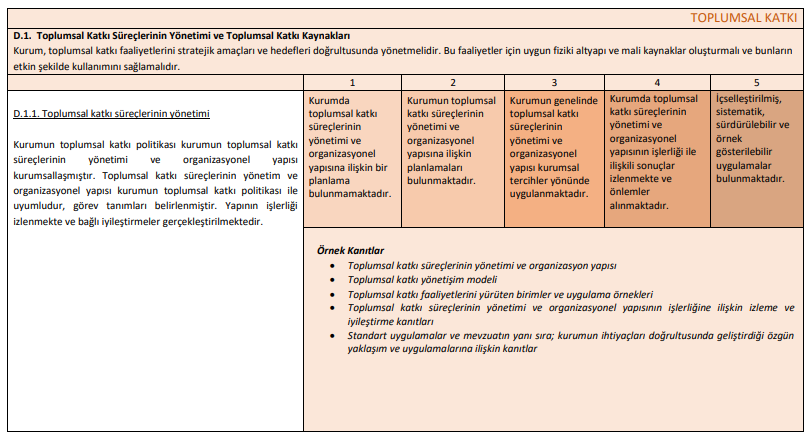 TOPLUMSAL KATKI
D.1. Toplumsal Katkı Süreçlerinin Yönetimi ve Toplumsal Katkı Kaynakları
Kurum, toplumsal katkı faaliyetlerini stratejik amaçları ve hedefleri doğrultusunda yönetmelidir. Bu faaliyetler için uygun fiziki altyapı ve mali kaynaklar oluşturmalı ve bunların
etkin şekilde kullanımını sağlamalıdır.
1
2
3
4
5
D.1.1. Toplumsal katkı süreçlerinin yönetimi
Kurumun toplumsal katkı politikası kurumun toplumsal katkı
süreçlerinin yönetimi ve organizasyonel yapısı
kurumsallaşmıştır. Toplumsal katkı süreçlerinin yönetim ve
organizasyonel yapısı kurumun toplumsal katkı politikası ile
uyumludur, görev tanımları belirlenmiştir. Yapının işlerliği
izlenmekte ve bağlı iyileştirmeler gerçekleştirilmektedir.
Kurumda
toplumsal katkı
süreçlerinin
yönetimi ve
organizasyonel
yapısına ilişkin bir
planlama
bulunmamaktadır.
Kurumun toplumsal
katkı süreçlerinin
yönetimi ve
organizasyonel
yapısına ilişkin
planlamaları
bulunmaktadır.
Kurumun genelinde
toplumsal katkı
süreçlerinin
yönetimi ve
organizasyonel
yapısı kurumsal
tercihler yönünde
uygulanmaktadır.
Kurumda toplumsal
katkı süreçlerinin
yönetimi ve
organizasyonel
yapısının işlerliği ile
ilişkili sonuçlar
izlenmekte ve
önlemler
alınmaktadır.
İçselleştirilmiş,
sistematik,
sürdürülebilir ve
örnek
gösterilebilir
uygulamalar
bulunmaktadır.
Örnek Kanıtlar
• Toplumsal katkı süreçlerinin yönetimi ve organizasyon yapısı
• Toplumsal katkı yönetişim modeli
• Toplumsal katkı faaliyetlerini yürüten birimler ve uygulama örnekleri
• Toplumsal katkı süreçlerinin yönetimi ve organizasyonel yapısının işlerliğine ilişkin izleme ve
iyileştirme kanıtları
• Standart uygulamalar ve mevzuatın yanı sıra; kurumun ihtiyaçları doğrultusunda geliştirdiği özgün
yaklaşım ve uygulamalarına ilişkin kanıtlar